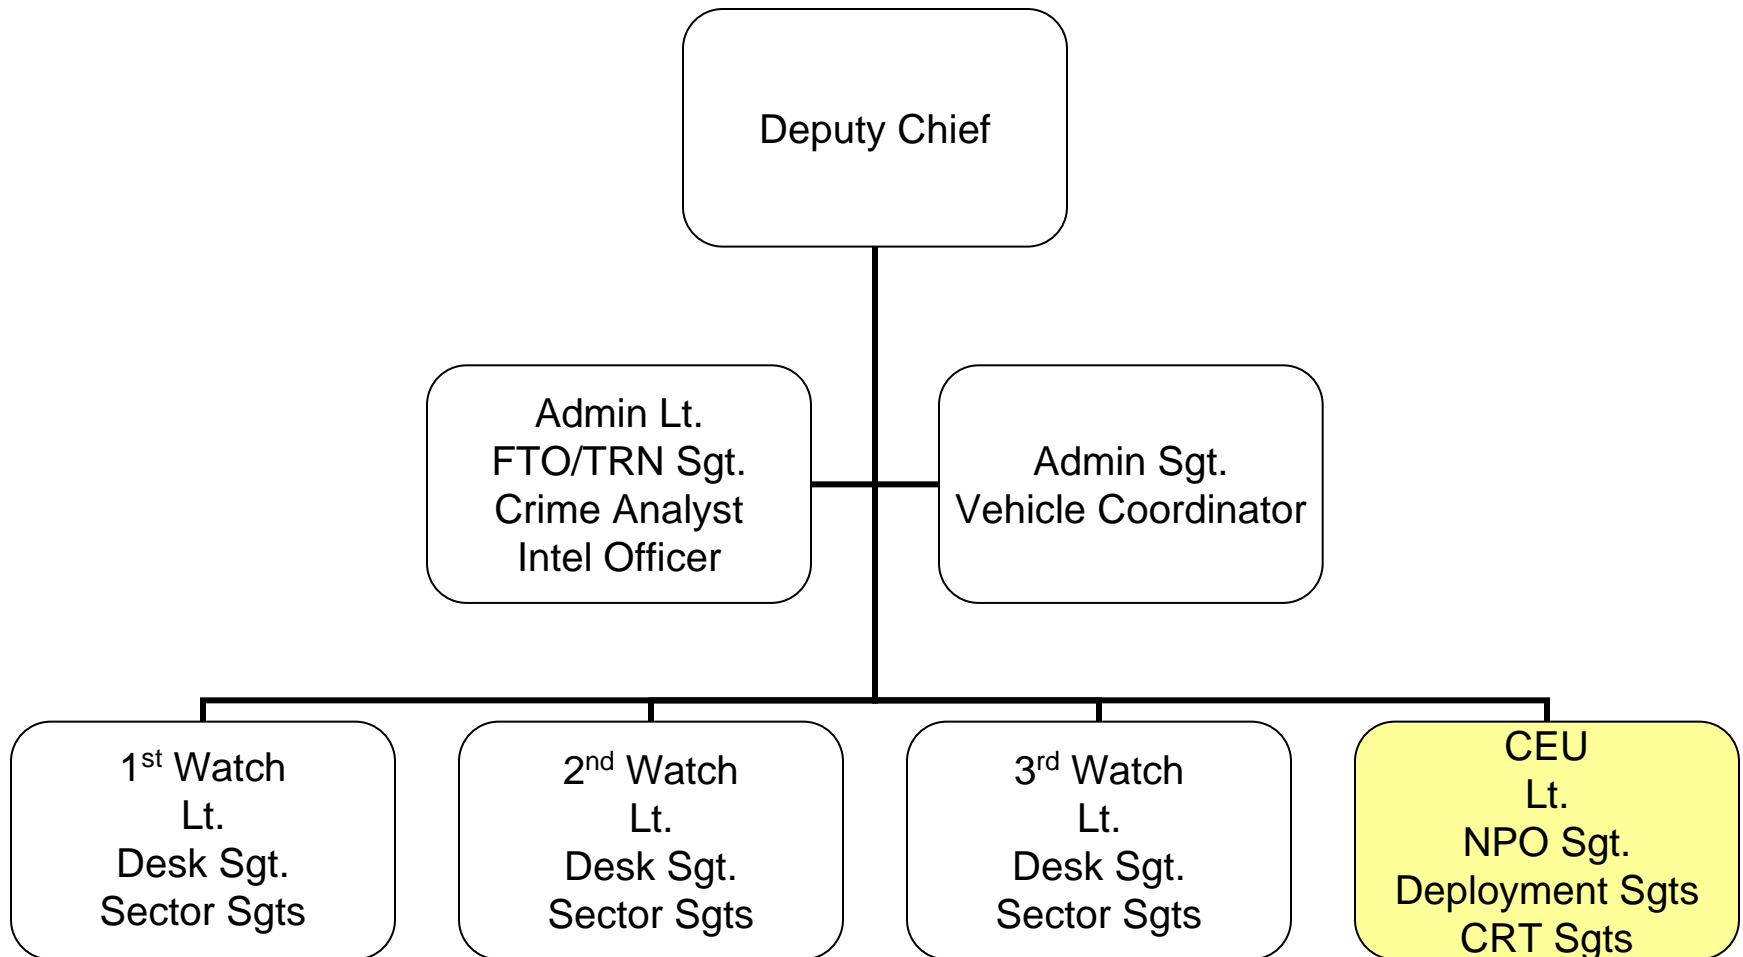 Deputy Chief
Admin Lt.
FTO/TRN Sgt.
Crime Analyst
Intel Officer
Admin Sgt.
Vehicle Coordinator
1st Watch
Lt.
Desk Sgt.
Sector Sgts
2nd Watch
Lt.
Desk Sgt.
Sector Sgts
3rd Watch
Lt.
Desk Sgt.
Sector Sgts
CEU
Lt.
NPO Sgt.
Deployment Sgts
CRT Sgts